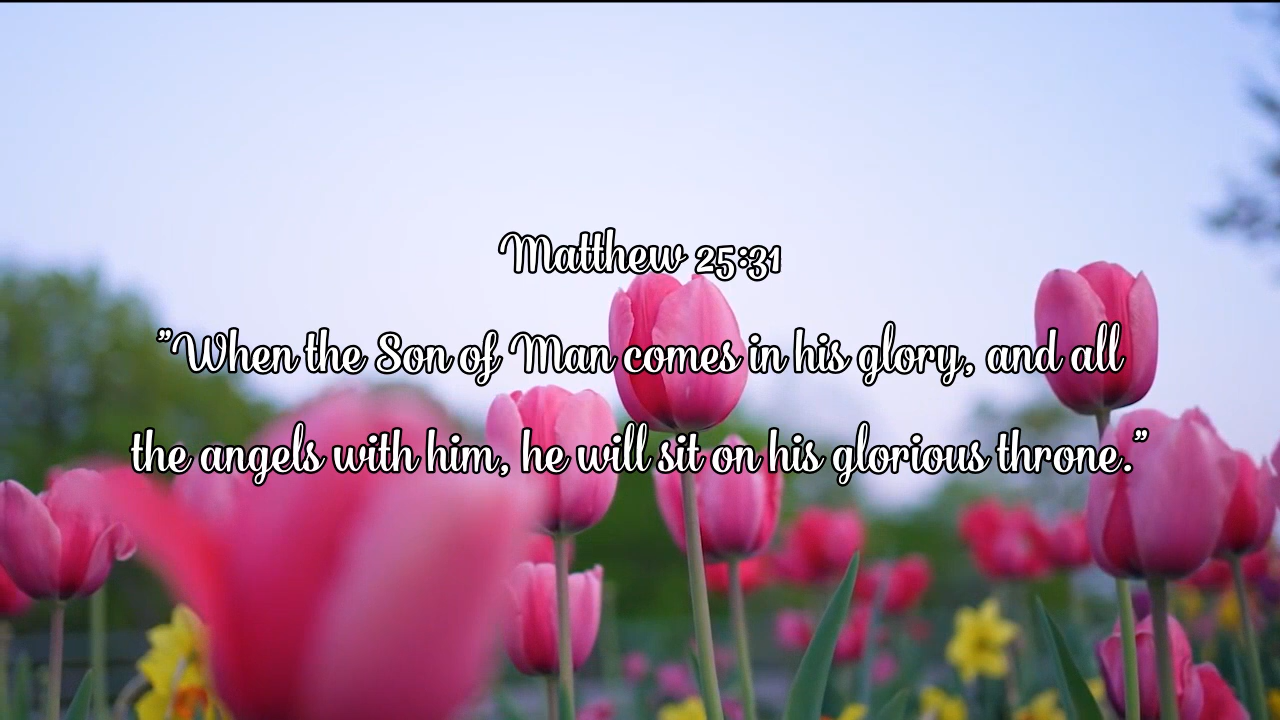 Matthew 25:31
"When the Son of Man comes in his glory, and all
the angels with him, he will sit on his glorious throne."